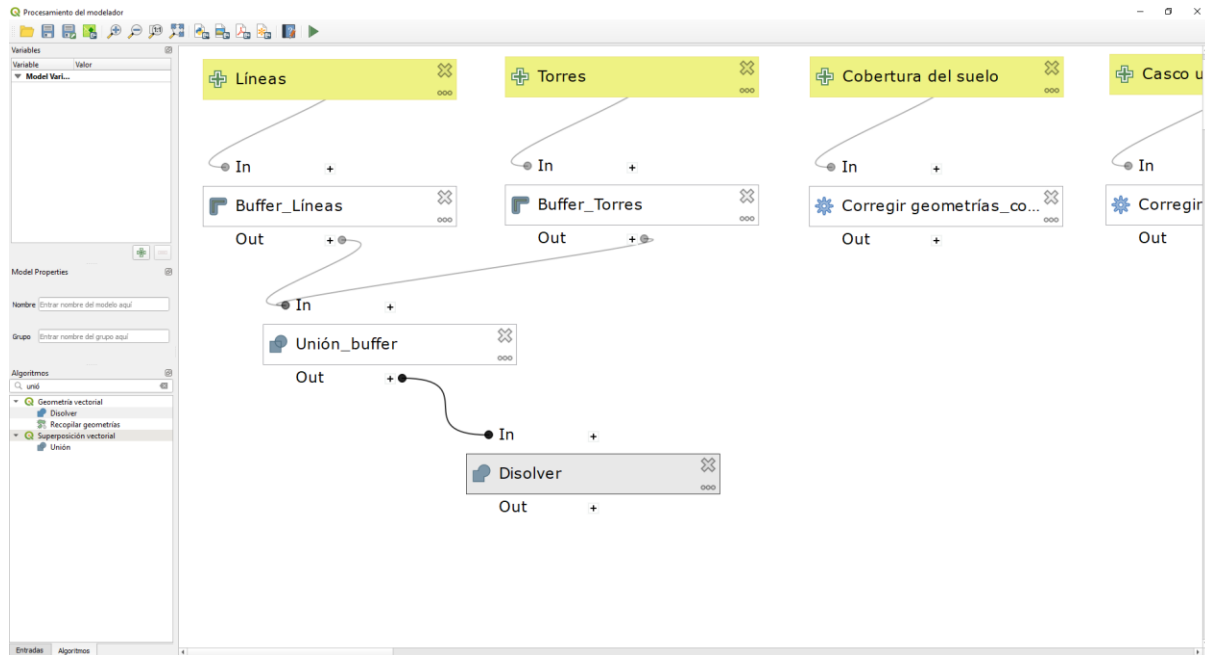 Procesamiento del modelador
Variables
Variable Valor
Model Vari...
Model Properties
Nombre Entrar nombre del modelo aquí
Grupo Entrar nombre del grupo aquí
Algoritmos
unió
Geometría vectorial
Disolver
Recopilar geometrías
Superposición vectorial
Unión
Entradas Algoritmos
Líneas
Torres
Cobertura del suelo
Casco u
In + In + In + In
Buffer_Líneas
Buffer_Torres
Corregir geometrías_co...
Corregir
Out + Out + Out + Out
In +
Unión_buffer
Out +
In +
Disolver
Out +